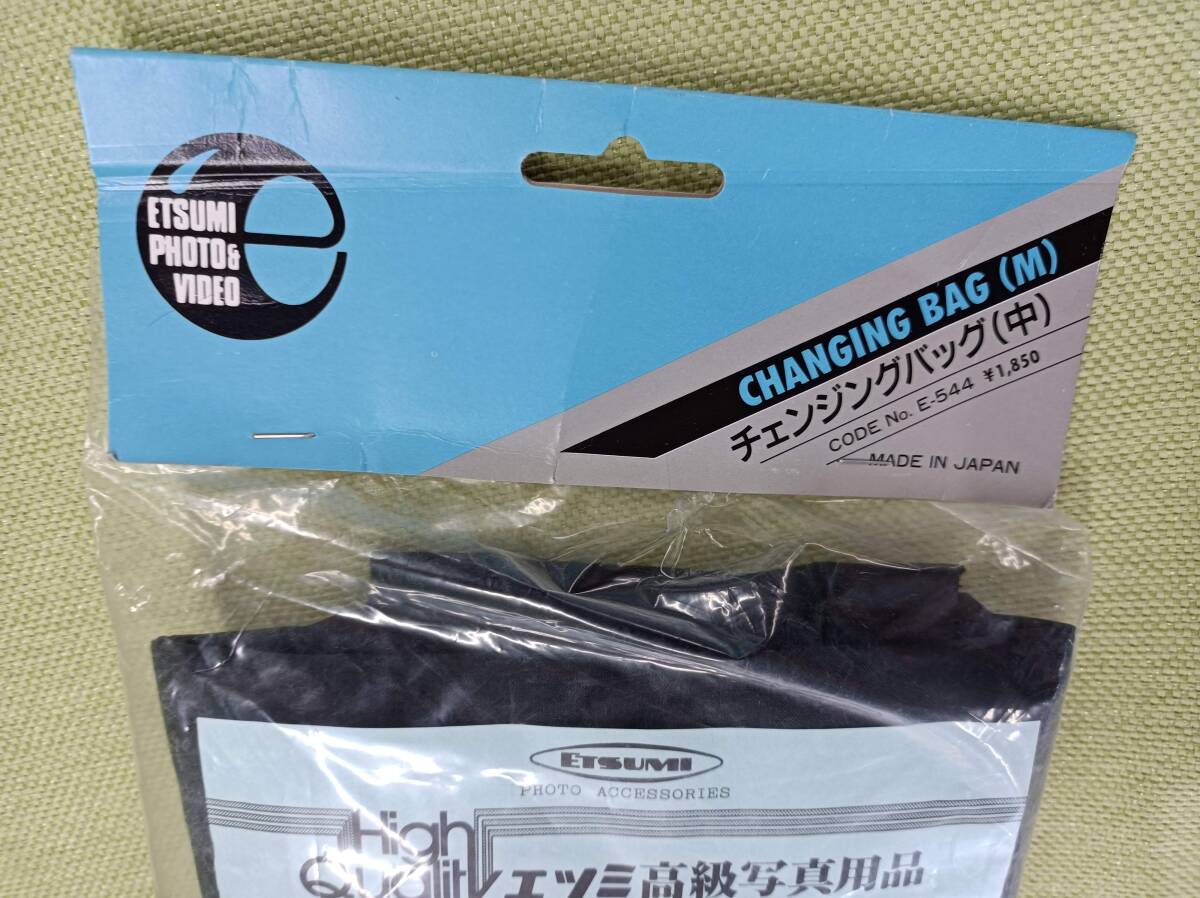 ETSUMI
PHOTO&
VIDEO
CHANGING BAG (M)
チェンジングバッグ(中)
CODE No. E-544 ¥1,850
MADE IN JAPAN
ETSUMI
PHOTO ACCESSORIES
High
Quality
エツミ高級写真用品